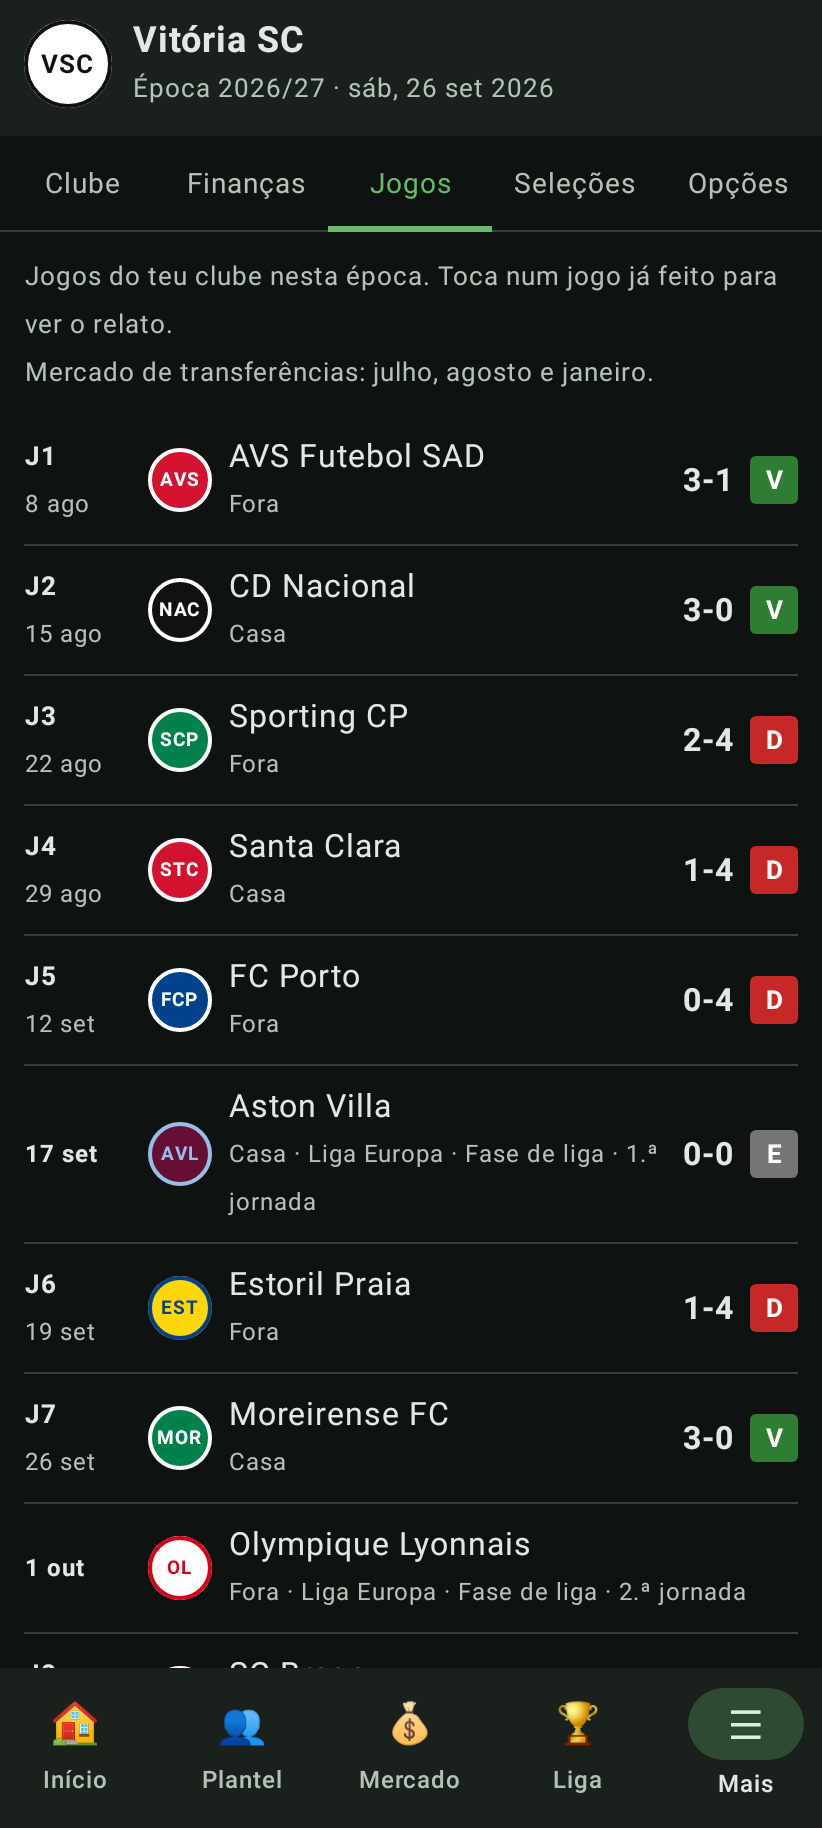 VSC
Vitória SC
Época 2026/27 · sáb, 26 set 2026
Clube Finanças Jogos Seleções Opções
Jogos do teu clube nesta época. Toca num jogo já feito para
ver o relato.
Mercado de transferências: julho, agosto e janeiro.
J1
8 ago
AVS
AVS Futebol SAD
Fora
3-1 V
J2
15 ago
NAC
CD Nacional
Casa
3-0 V
J3
22 ago
SCP
Sporting CP
Fora
2-4 D
J4
29 ago
STC
Santa Clara
Casa
1-4 D
J5
12 set
FCP
FC Porto
Fora
0-4 D
17 set
AVL
Aston Villa
Casa · Liga Europa · Fase de liga · 1.ª
jornada
0-0 E
J6
19 set
EST
Estoril Praia
Fora
1-4 D
J7
26 set
MOR
Moreirense FC
Casa
3-0 V
1 out
OL
Olympique Lyonnais
Fora · Liga Europa · Fase de liga · 2.ª jornada
Início Plantel Mercado Liga Mais